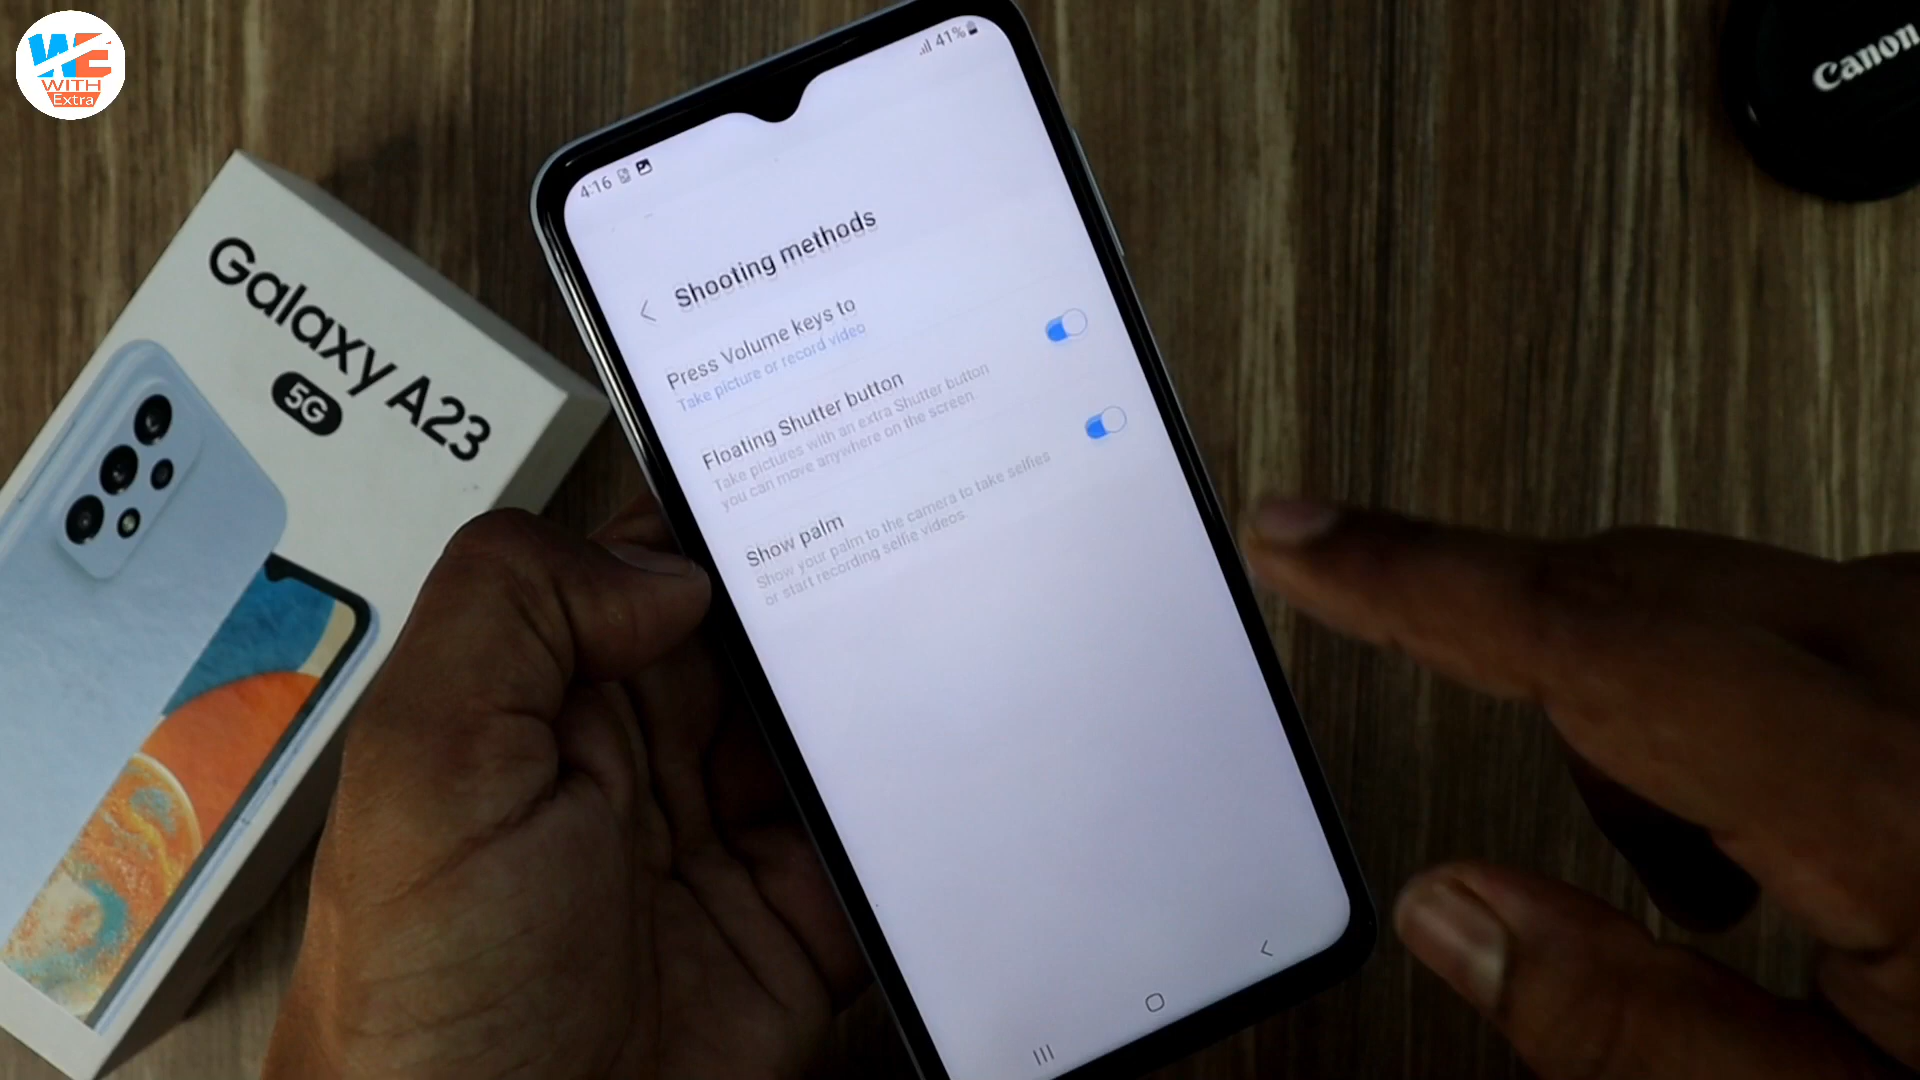 WE
WITH
Extra
Canon
Galaxy A23
5G
4:16
41%
Shooting methods
Press Volume keys to
Take picture or record video
Floating Shutter button
Take pictures with an extra Shutter button
you can move anywhere on the screen.
Show palm
Show your palm to the camera to take selfies
or start recording selfie videos.